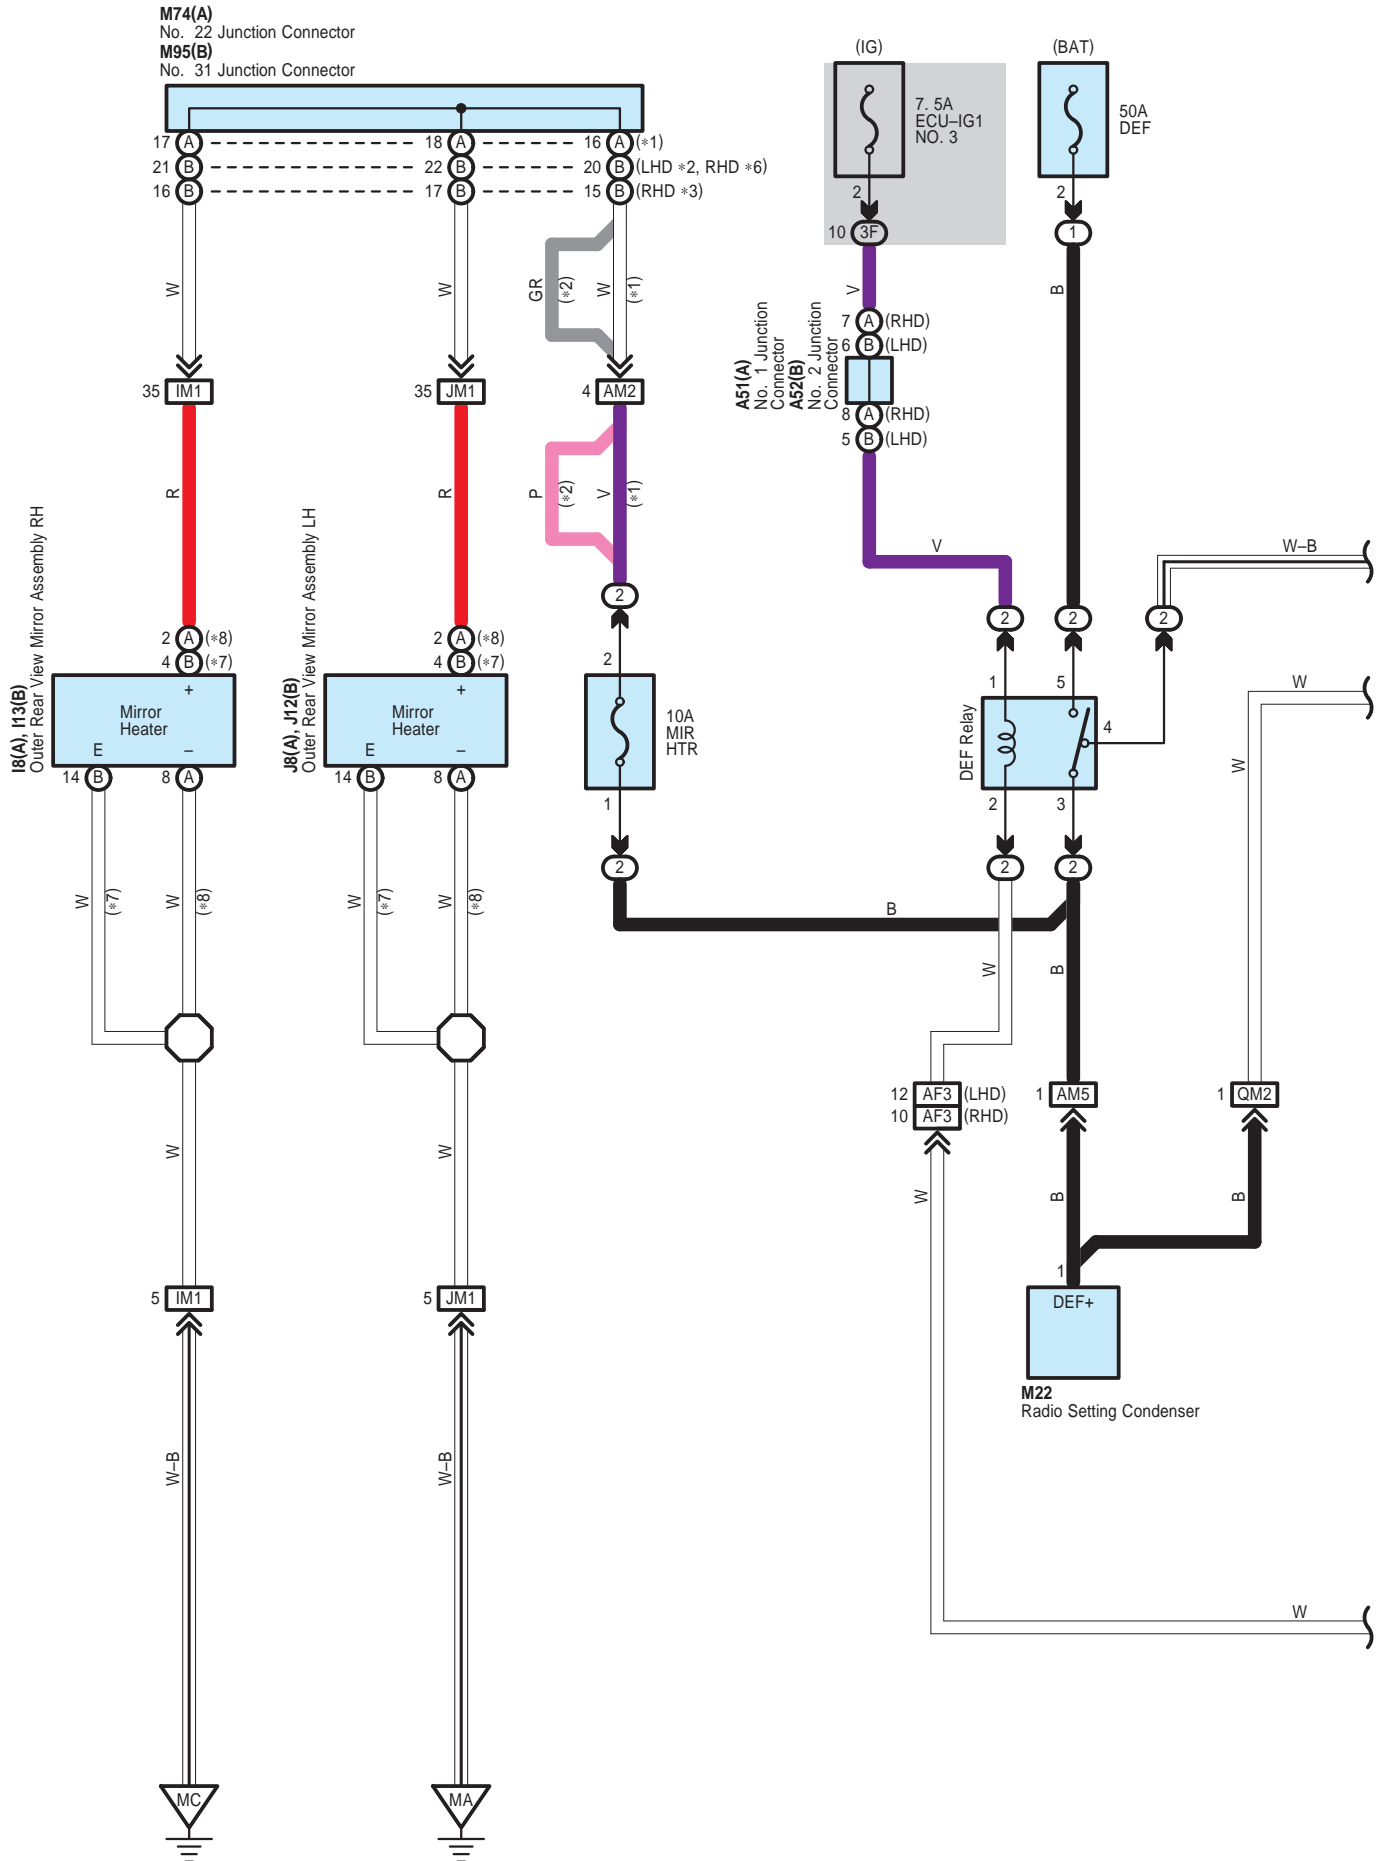 M74(A)
No. 22 Junction Connector
M95(B)
No. 31 Junction Connector
(IG)
(BAT)
7. 5A
ECU–IG1
NO. 3
50A
DEF
17 A
18 A
16 A (*1)
21 B
22 B
20 B (LHD *2, RHD *6)
16 B
17 B
15 B (RHD *3)
2
2
10 3F
1
W
W
GR
(*2)
W
(*1)
V
B
A51(A)
No. 1 Junction
Connector
A52(B)
No. 2 Junction
Connector
7 A (RHD)
6 B (LHD)
8 A (RHD)
5 B (LHD)
35 IM1
35 JM1
4 AM2
R
R
P
(*2)
V
(*1)
V
W–B
2
2
2
2
I8(A), I13(B)
Outer Rear View Mirror Assembly RH
2 A (*8)
4 B (*7)
+
Mirror
Heater
E
–
14 B
8 A
J8(A), J12(B)
Outer Rear View Mirror Assembly LH
2 A (*8)
4 B (*7)
+
Mirror
Heater
E
–
14 B
8 A
2
10A
MIR
HTR
1
2
DEF Relay
1
5
4
2
3
2
2
W
W
W
(*7)
W
(*8)
W
(*7)
W
(*8)
B
W
B
12 AF3 (LHD)
10 AF3 (RHD)
1 AM5
1 QM2
W
W
W
B
B
1
DEF+
M22
Radio Setting Condenser
5 IM1
5 JM1
W–B
W–B
W
MC
MA